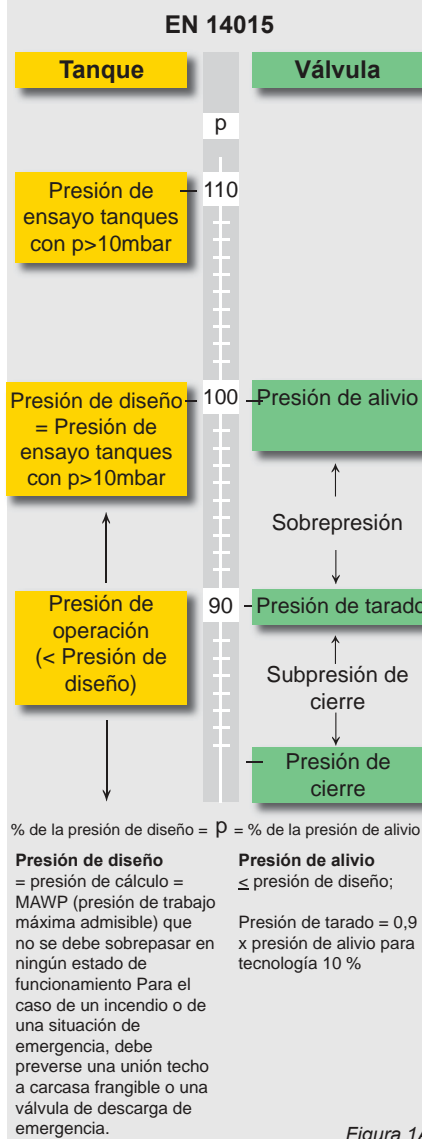 EN 14015
Tanque
Válvula
p
Presión de
ensayo tanques
con p>10mbar
110
Presión de diseño
= Presión de
ensayo tanques
con p>10mbar
100
Presión de alivio
Sobrepresión
Presión de
operación
(< Presión de
diseño)
90
Presión de tarado
Subpresión de
cierre
Presión de
cierre
% de la presión de diseño = p = % de la presión de alivio
Presión de diseño
= presión de cálculo =
MAWP (presión de trabajo
máxima admisible) que
no se debe sobrepasar en
ningún estado de
funcionamiento Para el
caso de un incendio o de
una situación de
emergencia, debe
preverse una unión techo
a carcasa frangible o una
válvula de descarga de
emergencia.
Presión de alivio
≤ presión de diseño;
Presión de tarado = 0,9
x presión de alivio para
tecnología 10 %
Figura 1A